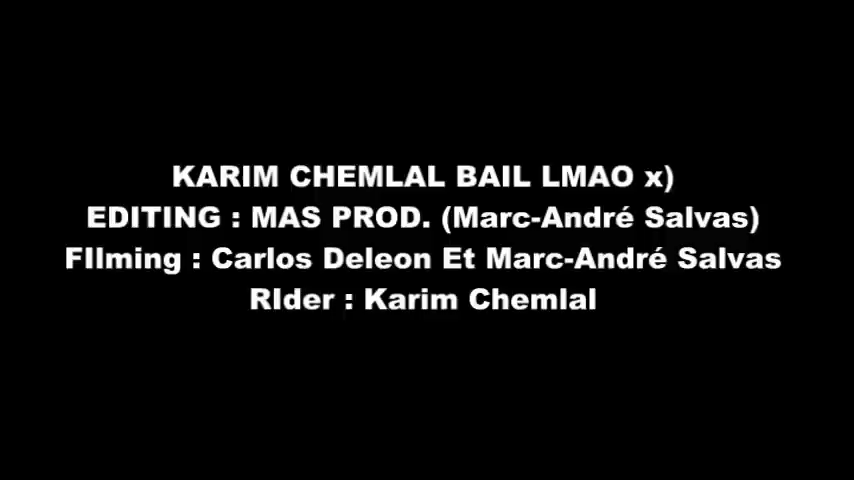 KARIM CHEMLAL BAIL LMAO x)
EDITING : MAS PROD. (Marc-André Salvas)
FIlming : Carlos Deleon Et Marc-André Salvas
RIder : Karim Chemlal